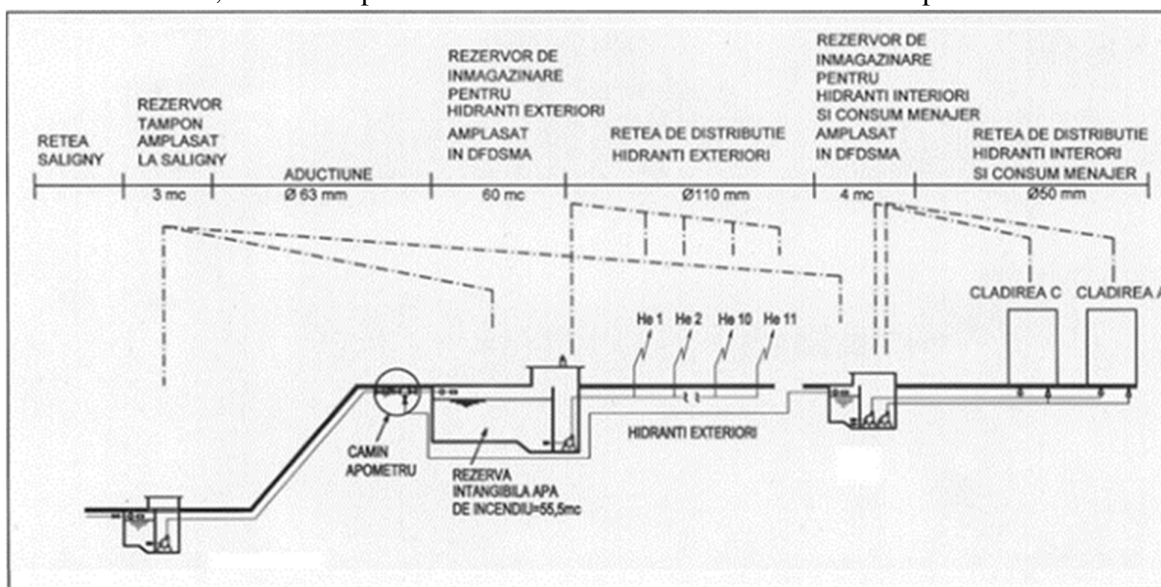 RETEA
SALIGNY
REZERVOR
TAMPON
AMPLASAT
LA SALIGNY
3 mc
ADUCTIUNE
Ø 63 mm
REZERVOR DE
INMAGAZINARE
PENTRU
HIDRANTI EXTERIORI
AMPLASAT
IN DFDSMA
60 mc
RETEA DE DISTRIBUTIE
HIDRANTI EXTERIORI
Ø110 mm
REZERVOR DE
INMAGAZINARE
PENTRU
HIDRANTI INTERIORI
SI CONSUM MENAJER
AMPLASAT
IN DFDSMA
4 mc
RETEA DE DISTRIBUTIE
HIDRANTI INTERORI
SI CONSUM MENAJER
Ø50 mm
CLADIREA C
CLADIREA A
He 1
He 2
He 10
He 11
HIDRANTI EXTERIORI
CAMIN
APOMETRU
REZERVA
INTANGIBILA APA
DE INCENDIU=55,5mc